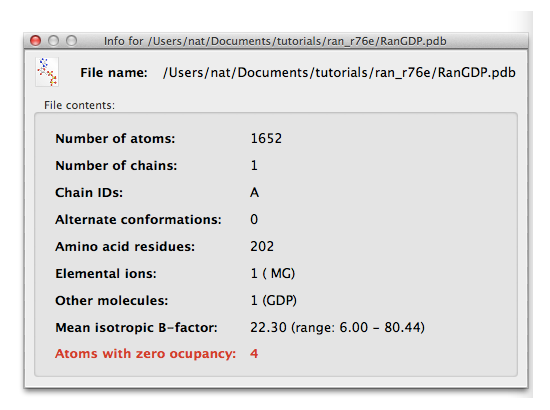 Info for /Users/nat/Documents/tutorials/ran_r76e/RanGDP.pdb
File name: /Users/nat/Documents/tutorials/ran_r76e/RanGDP.pdb
File contents:
Number of atoms: 1652
Number of chains: 1
Chain IDs: A
Alternate conformations: 0
Amino acid residues: 202
Elemental ions: 1 ( MG)
Other molecules: 1 (GDP)
Mean isotropic B-factor: 22.30 (range: 6.00 - 80.44)
Atoms with zero ocupancy: 4